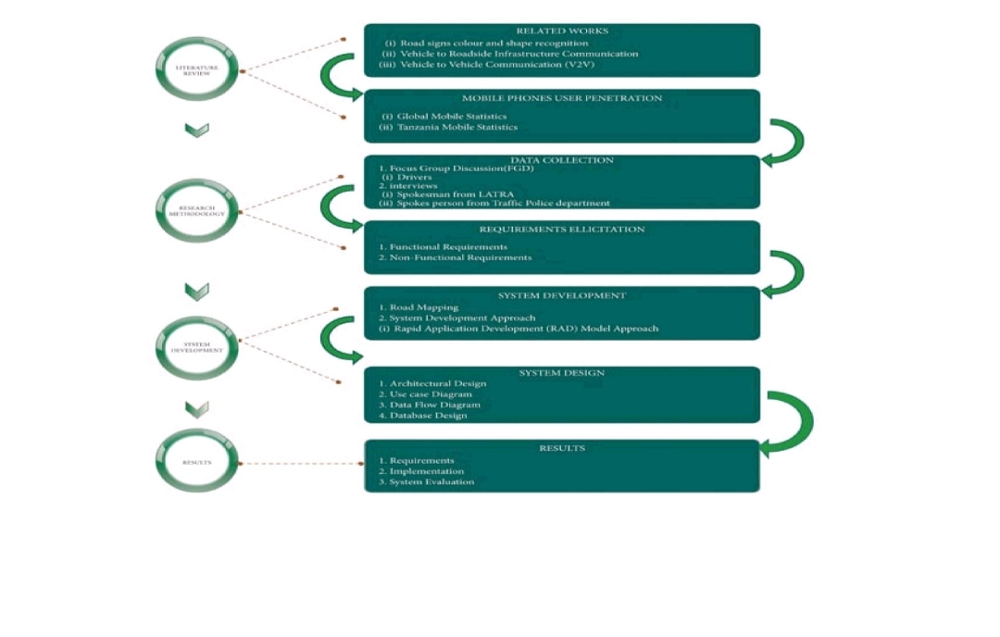 LITERATURE
REVIEW
RELATED WORKS
(i) Road signs colour and shape recognition
(ii) Vehicle to Roadside Infrastructure Communication
(iii) Vehicle to Vehicle Communication (V2V)
MOBILE PHONES USER PENETRATION
(i) Global Mobile Statistics
(ii) Tanzania Mobile Statistics
RESEARCH
METHODOLOGY
DATA COLLECTION
1. Focus Group Discussion(FGD)
(i) Drivers
2. interviews
(i) Spokesman from LATRA
(ii) Spokes person from Traffic Police department
REQUIREMENTS ELLICITATION
1. Functional Requirements
2. Non-Functional Requirements
SYSTEM
DEVELOPMENT
SYSTEM DEVELOPMENT
1. Road Mapping
2. System Development Approach
(i) Rapid Application Development (RAD) Model Approach
SYSTEM DESIGN
1. Architectural Design
2. Use case Diagram
3. Data Flow Diagram
4. Database Design
RESULTS
RESULTS
1. Requirements
2. Implementation
3. System Evaluation